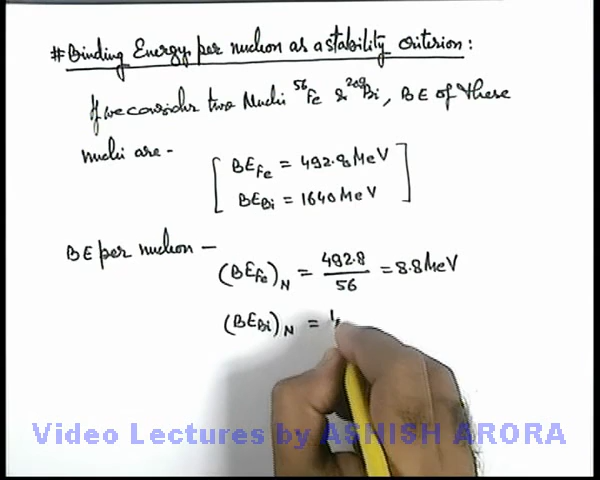 # Binding Energy per nucleon as a stability criterion :
If we consider two Nuclei ⁵⁶Fe & ²⁰⁹Bi, BE of these
nuclei are -
BE_Fe = 492.8 MeV
BE_Bi = 1640 MeV
BE per nucleon -
(BE_Fe)_N = 492.8/56 = 8.8 MeV
(BE_Bi)_N =
Video Lectures by ASHISH ARORA